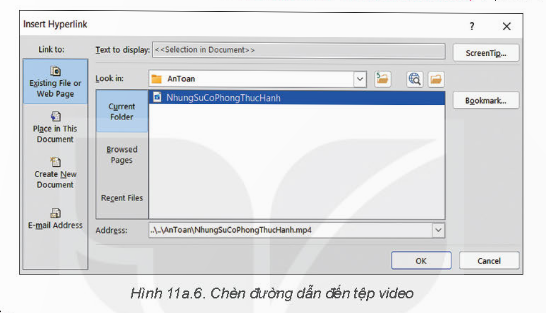 Insert Hyperlink
? X
Link to:
Text to display: <<Selection in Document>>
ScreenTip...
Existing File or
Web Page
Look in: AnToan
Bookmark...
Current
Folder
NhungSuCoPhongThucHanh
Place in This
Document
Browsed
Pages
Create New
Document
Recent Files
E-mail Address
Address: ..\..\AnToan\NhungSuCoPhongThucHanh.mp4
OK
Cancel
Hình 11a.6. Chèn đường dẫn đến tệp video